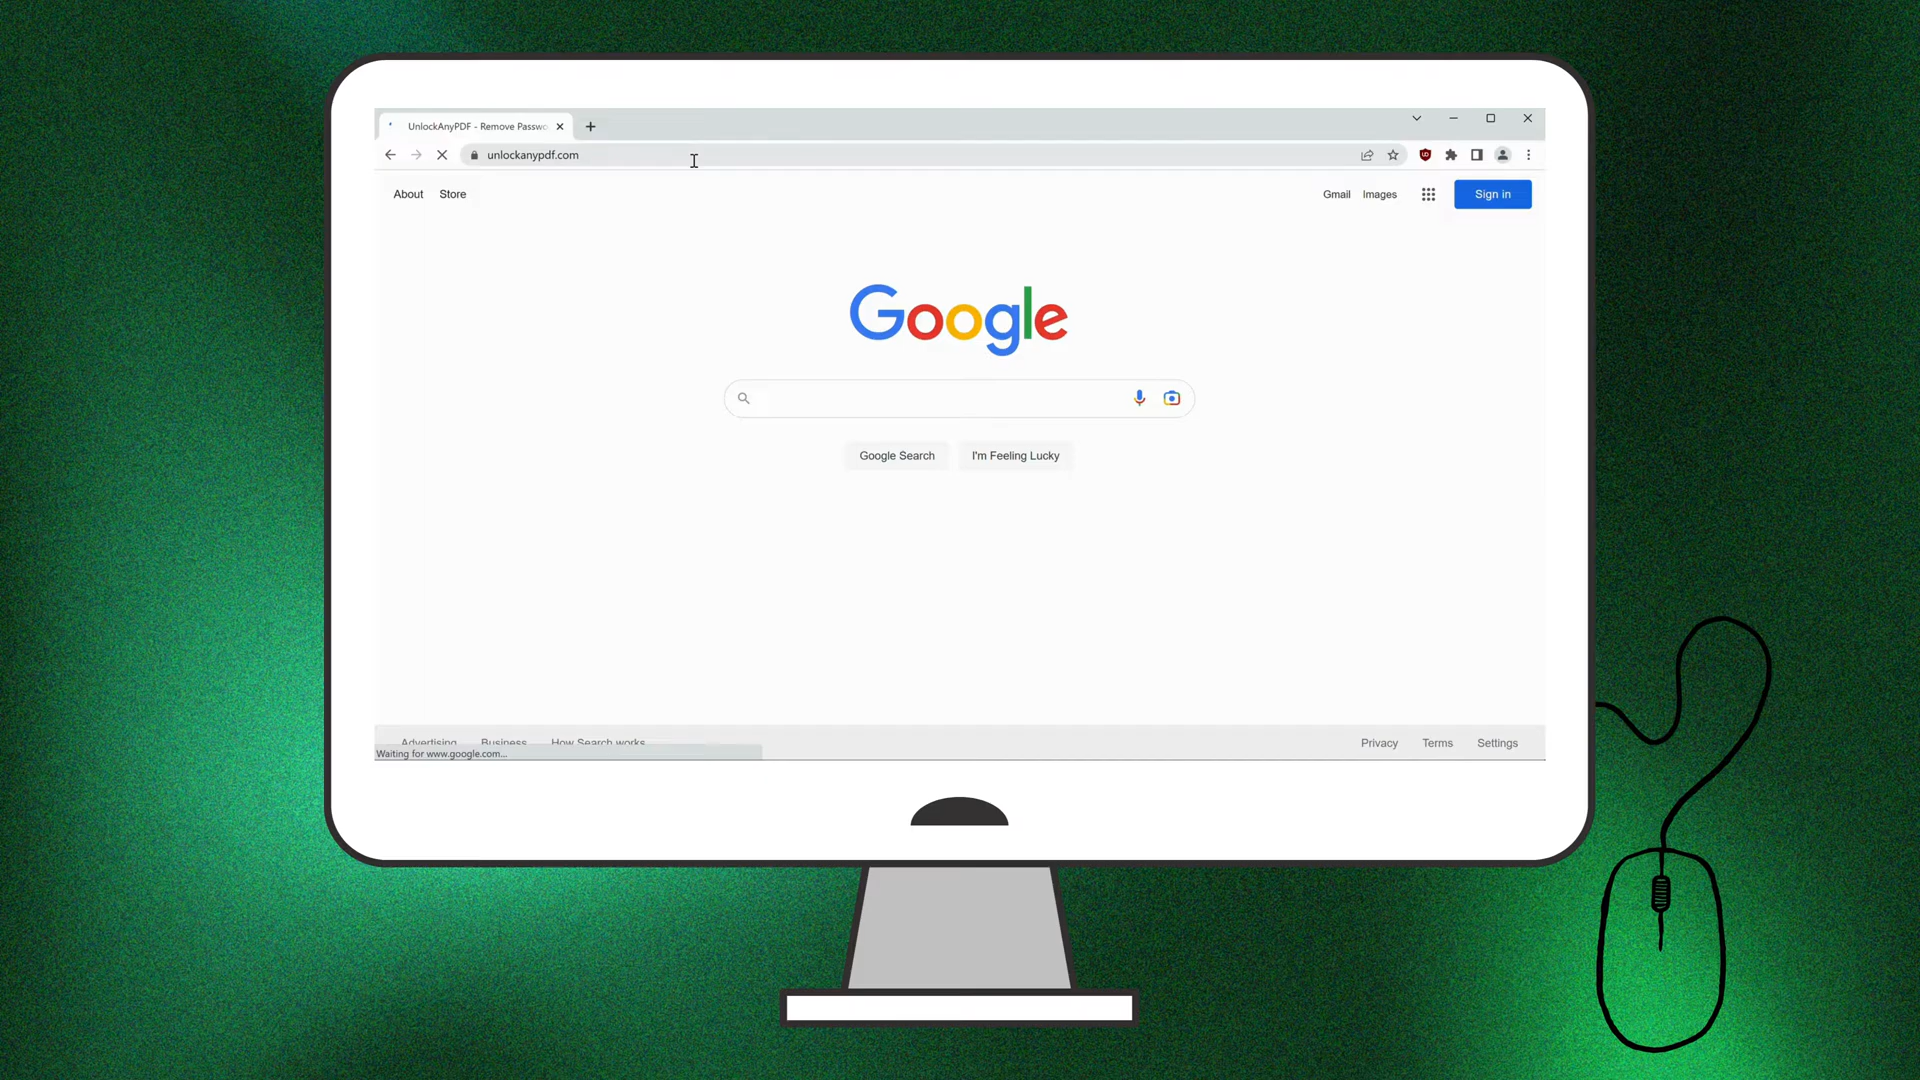 UnlockAnyPDF - Remove Passwo
unlockanypdf.com
About Store
Gmail Images Sign in
Google
Google Search I'm Feeling Lucky
Advertising Business How Search works
Privacy Terms Settings
Waiting for www.google.com...